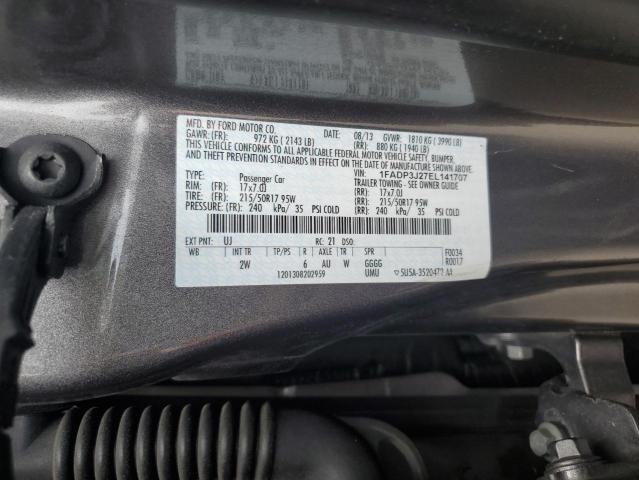 MFD. BY FORD MOTOR CO.
08/13 GVWR: 1810 KG ( 3990 LB)
GAWR: (FR): 972 KG ( 2143 LB) (RR): 880 KG ( 1940 LB)
THIS VEHICLE CONFORMS TO ALL APPLICABLE FEDERAL MOTOR VEHICLE SAFETY, BUMPER,
AND THEFT PREVENTION STANDARDS IN EFFECT ON THE DATE OF MANUFACTURE SHOWN ABOVE.
VIN: 1FADP3J27EL141707
TYPE: Passenger Car TRAILER TOWING - SEE OWNER GUIDE
RIM: (FR): 17x7.0J (RR): 17x7.0J
TIRE: (FR): 215/50R17 95W (RR): 215/50R17 95W
(FR): 240 kPa/ 35 PSI COLD (RR): 240 kPa/ 35 PSI COLD
EXT PNT: UJ RC: 21 DSO: F0034
WB INT TR TP/PS R AXLE TR SPR R0017
2W 6 AU W GGGG
1201308202959 UMU